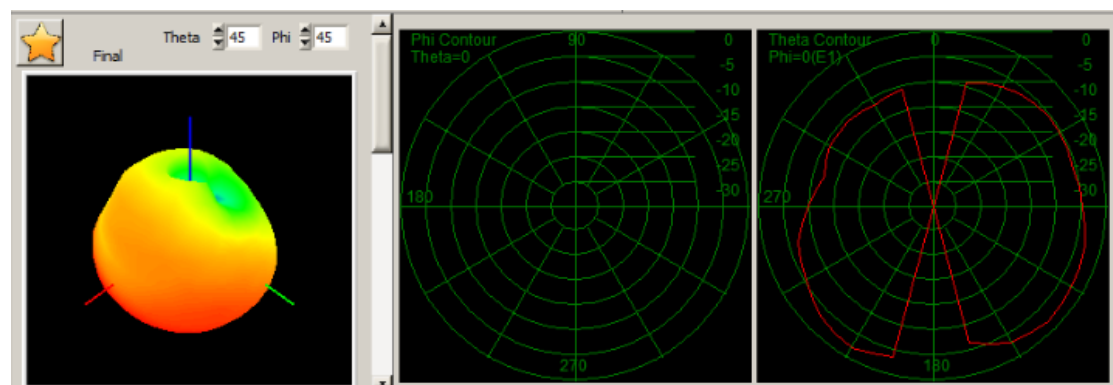 Theta 45 Phi 45
Final
Phi Contour 90 0
Theta=0 -5
-10
-15
-20
-25
180 -30
270
Theta Contour 0 0
Phi=0(E1) -5
-10
-15
-20
-25
270 -30
180